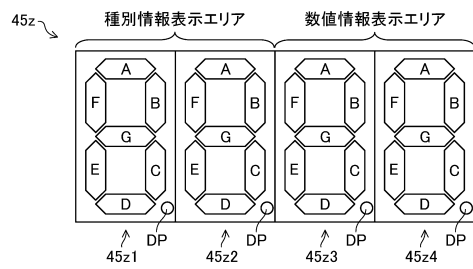 45z
種別情報表示エリア 数値情報表示エリア
A A A A
F B F B F B F B
G G G G
E C E C E C E C
D D D D
DP DP DP DP
45z1 45z2 45z3 45z4